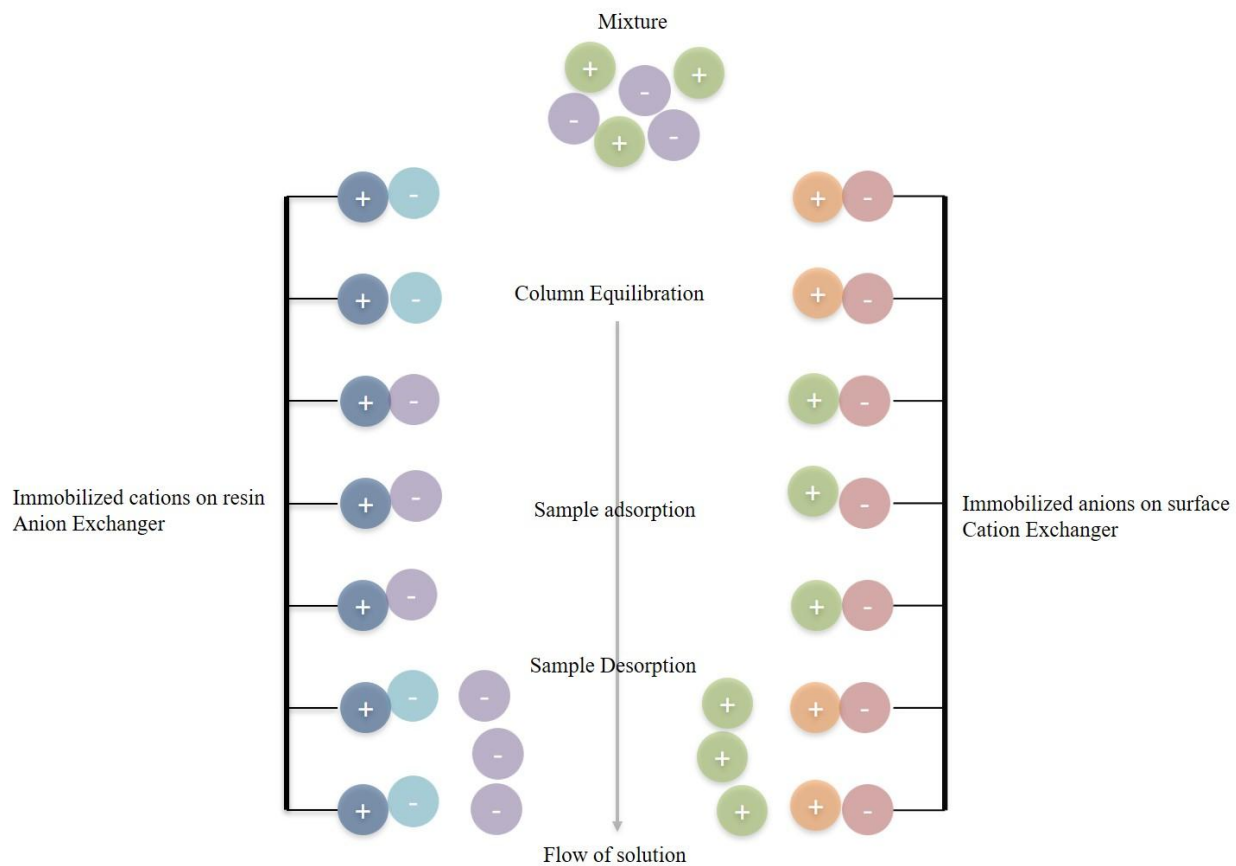 Mixture
+
+
-
-
-
+
+ -
+ -
+ -
Column Equilibration
+ -
+ -
+ -
+ -
Immobilized cations on resin
Anion Exchanger
+ -
Sample adsorption
+ -
Immobilized anions on surface
Cation Exchanger
+ -
+ -
Sample Desorption
+ - -
+ + -
-
+
+ - -
+ + -
Flow of solution